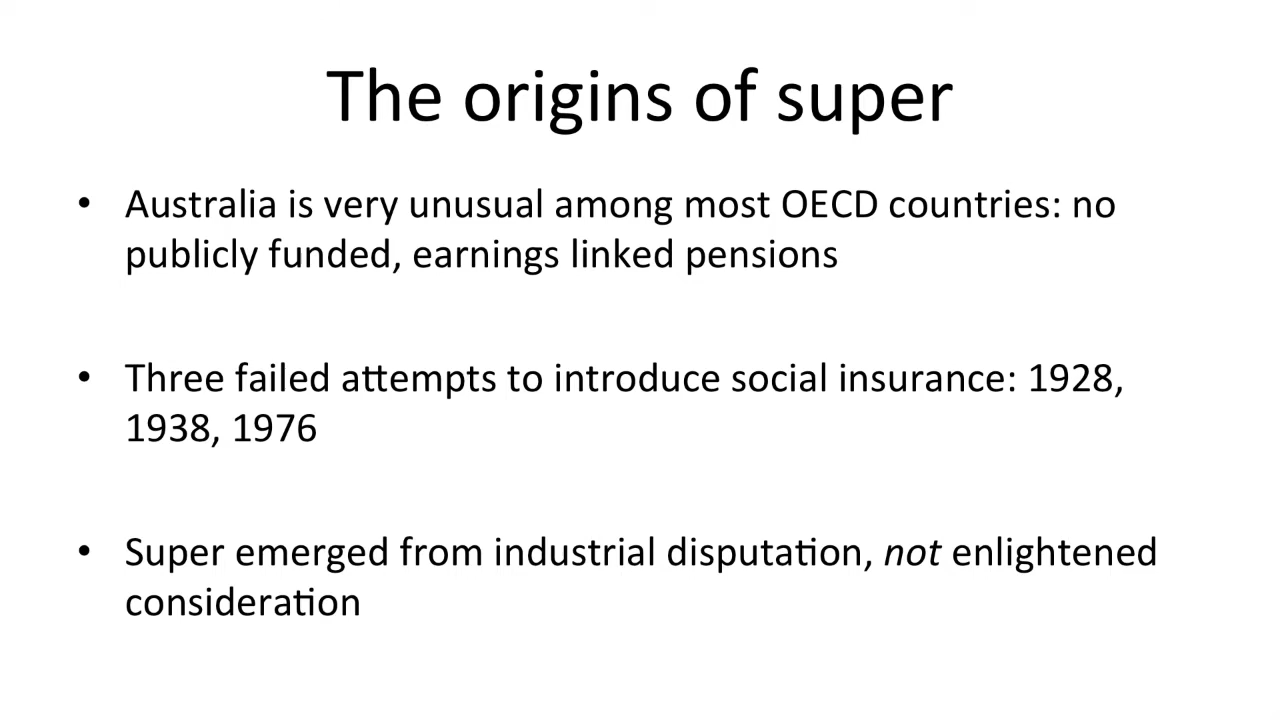 The origins of super
• Australia is very unusual among most OECD countries: no
publicly funded, earnings linked pensions
• Three failed attempts to introduce social insurance: 1928,
1938, 1976
• Super emerged from industrial disputation, not enlightened
consideration